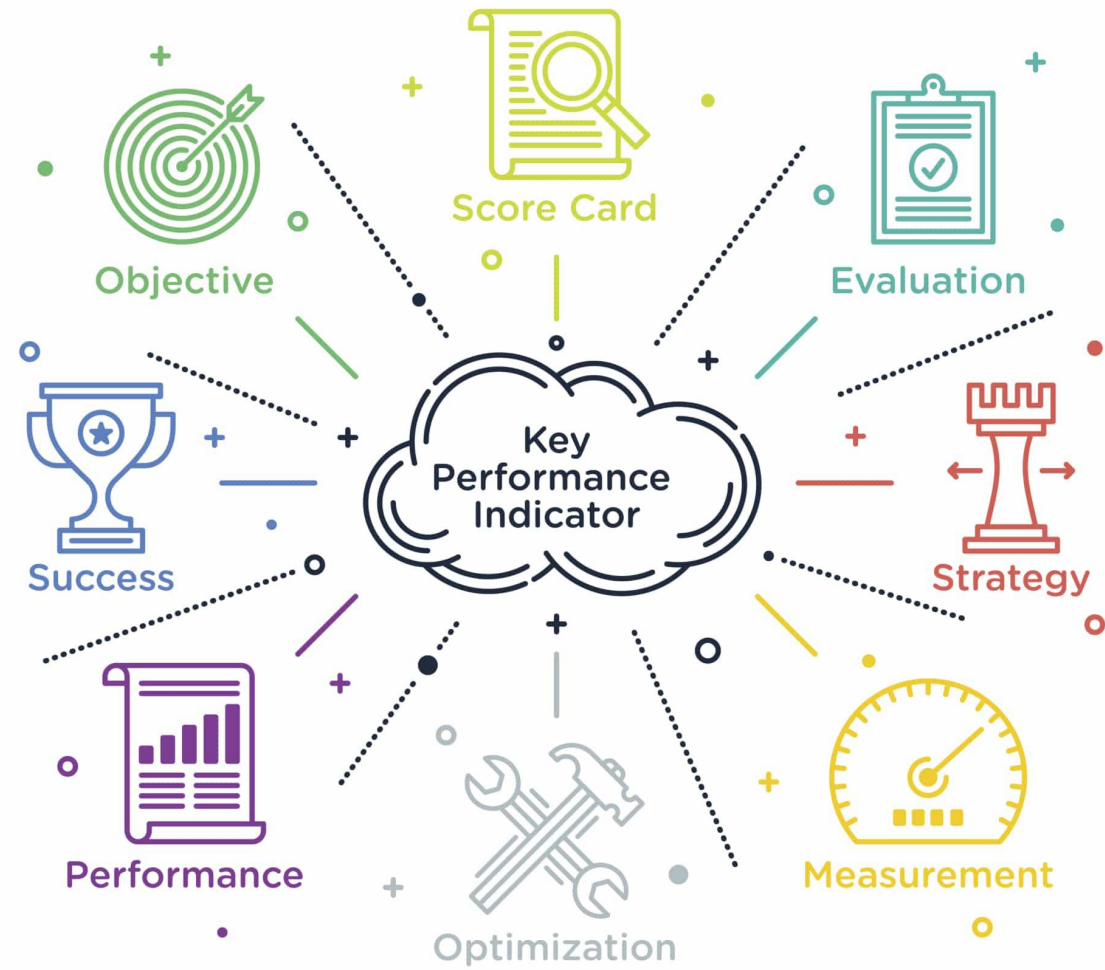 Score Card
Objective
Evaluation
Key
Performance
Indicator
Success
Strategy
Performance
Measurement
Optimization